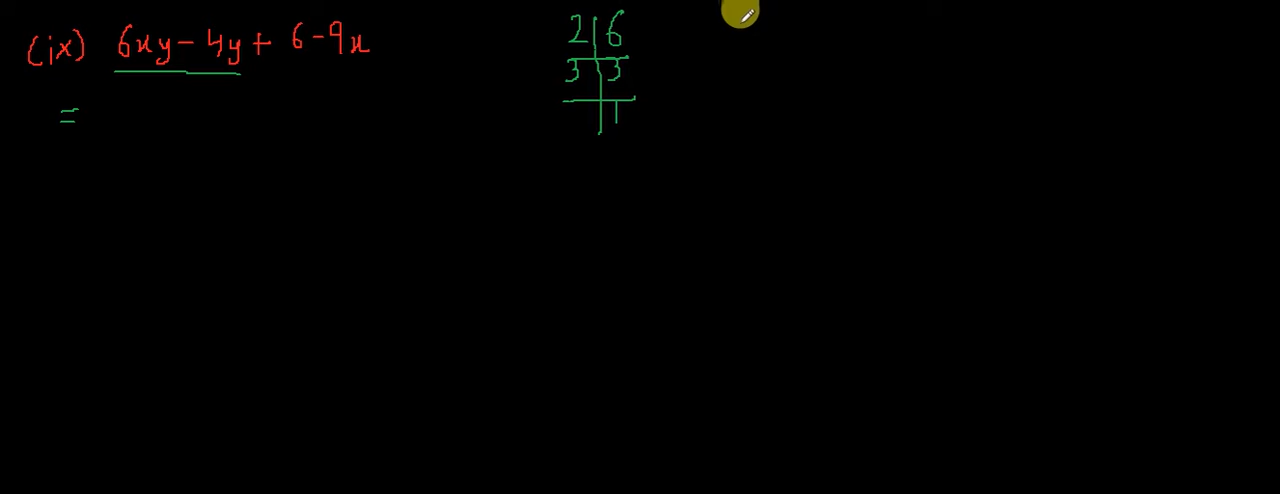 (ix) 6xy - 4y + 6 - 9x
=
2 | 6
3 | 3
| 1